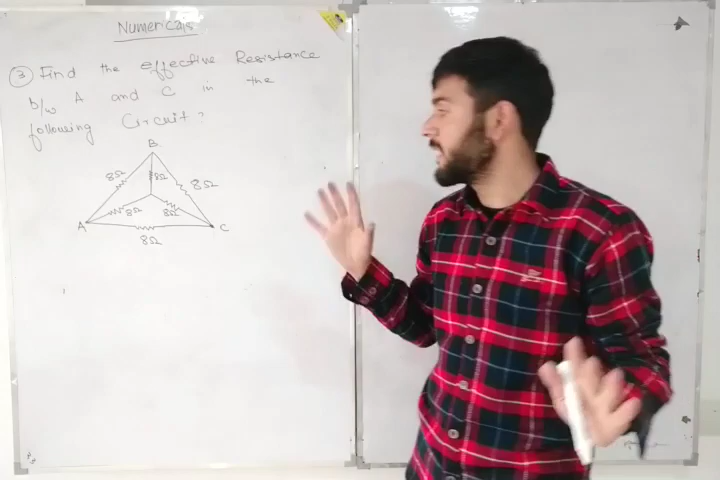 Numericals
③ Find the effective Resistance
b/w A and C in the
following Circuit?
B
8Ω 8Ω 8Ω
8Ω 8Ω
A C
8Ω